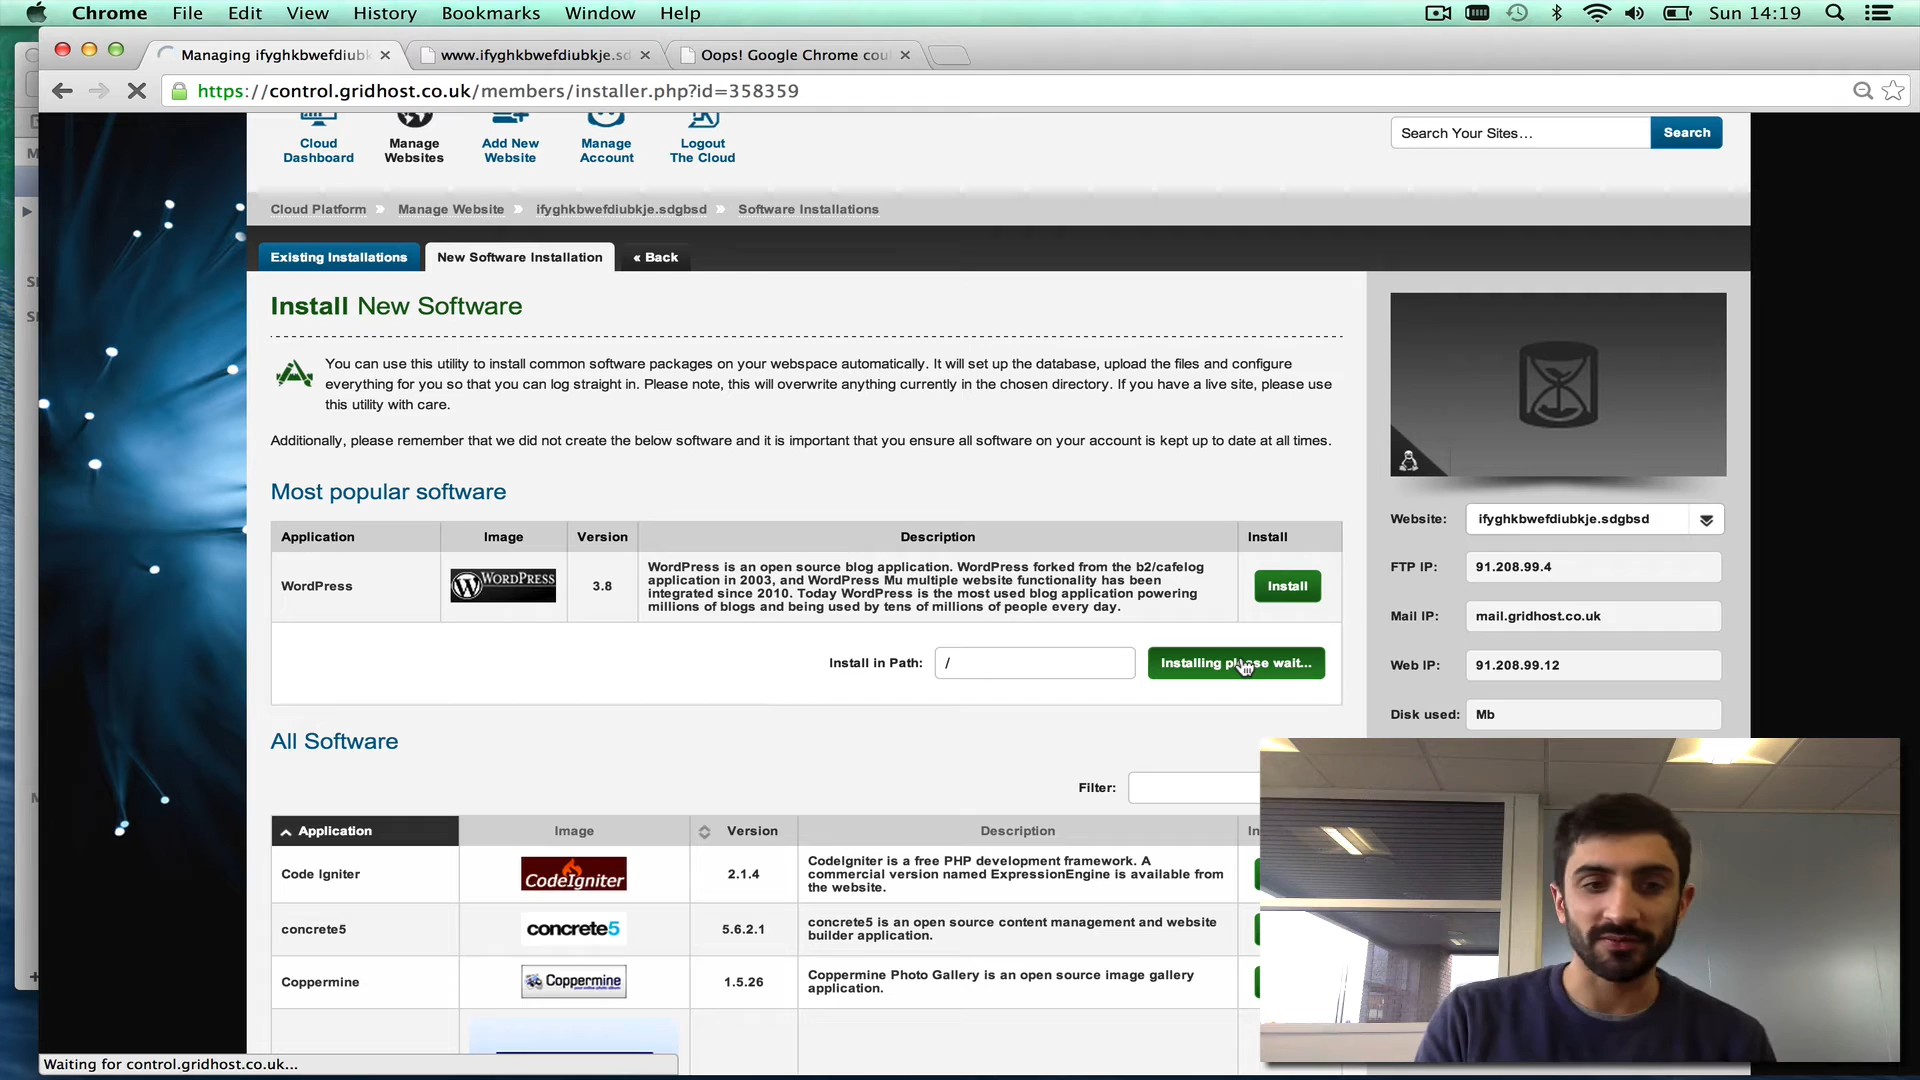 Chrome File Edit View History Bookmarks Window Help Sun 14:19
Managing ifyghkbwefdiubk www.ifyghkbwefdiubkje.sd Oops! Google Chrome cou
https://control.gridhost.co.uk/members/installer.php?id=358359
Cloud Dashboard
Manage Websites
Add New Website
Manage Account
Logout The Cloud
Search Your Sites... Search
Cloud Platform Manage Website ifyghkbwefdiubkje.sdgbsd Software Installations
Existing Installations New Software Installation « Back
Install New Software
You can use this utility to install common software packages on your webspace automatically. It will set up the database, upload the files and configure
everything for you so that you can log straight in. Please note, this will overwrite anything currently in the chosen directory. If you have a live site, please use
this utility with care.
Additionally, please remember that we did not create the below software and it is important that you ensure all software on your account is kept up to date at all times.
Most popular software
Application Image Version Description Install
WordPress WORDPRESS 3.8
WordPress is an open source blog application. WordPress forked from the b2/cafelog
application in 2003, and WordPress Mu multiple website functionality has been
integrated since 2010. Today WordPress is the most used blog application powering
millions of blogs and being used by tens of millions of people every day.
Install
Install in Path: / Installing please wait...
All Software
Filter:
Application Image Version Description
Code Igniter CodeIgniter 2.1.4
CodeIgniter is a free PHP development framework. A
commercial version named ExpressionEngine is available from
the website.
concrete5 concrete5 5.6.2.1
concrete5 is an open source content management and website
builder application.
Coppermine Coppermine 1.5.26
Coppermine Photo Gallery is an open source image gallery
application.
Website: ifyghkbwefdiubkje.sdgbsd
FTP IP: 91.208.99.4
Mail IP: mail.gridhost.co.uk
Web IP: 91.208.99.12
Disk used: Mb
Waiting for control.gridhost.co.uk...